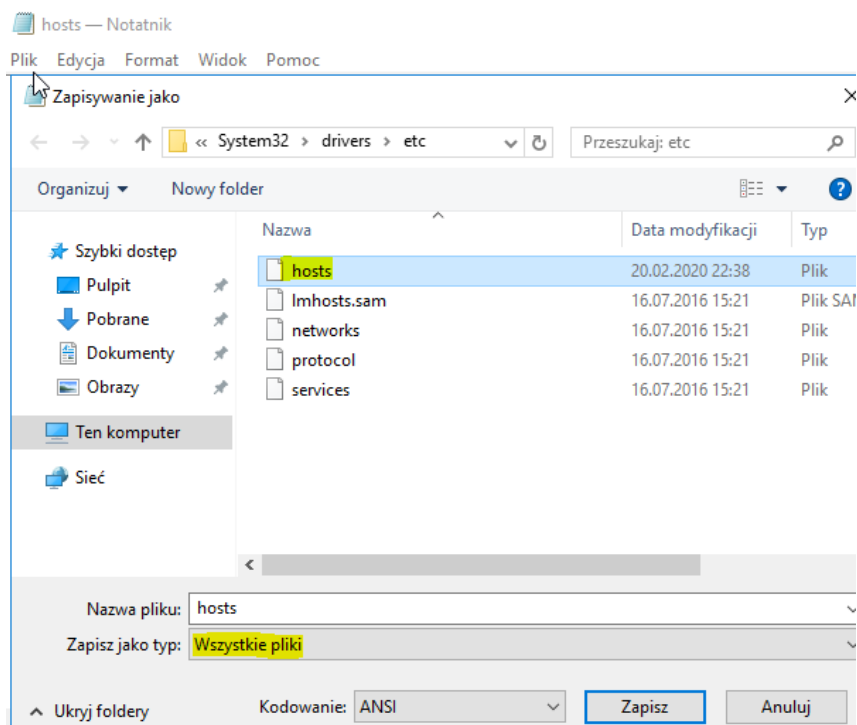 hosts — Notatnik
Plik Edycja Format Widok Pomoc
Zapisywanie jako
« System32 > drivers > etc
Przeszukaj: etc
Organizuj Nowy folder
?
Nazwa Data modyfikacji Typ
Szybki dostęp
Pulpit
Pobrane
Dokumenty
Obrazy
Ten komputer
Sieć
hosts 20.02.2020 22:38 Plik
lmhosts.sam 16.07.2016 15:21 Plik SAM
networks 16.07.2016 15:21 Plik
protocol 16.07.2016 15:21 Plik
services 16.07.2016 15:21 Plik
Nazwa pliku: hosts
Zapisz jako typ: Wszystkie pliki
Ukryj foldery
Kodowanie: ANSI
Zapisz
Anuluj